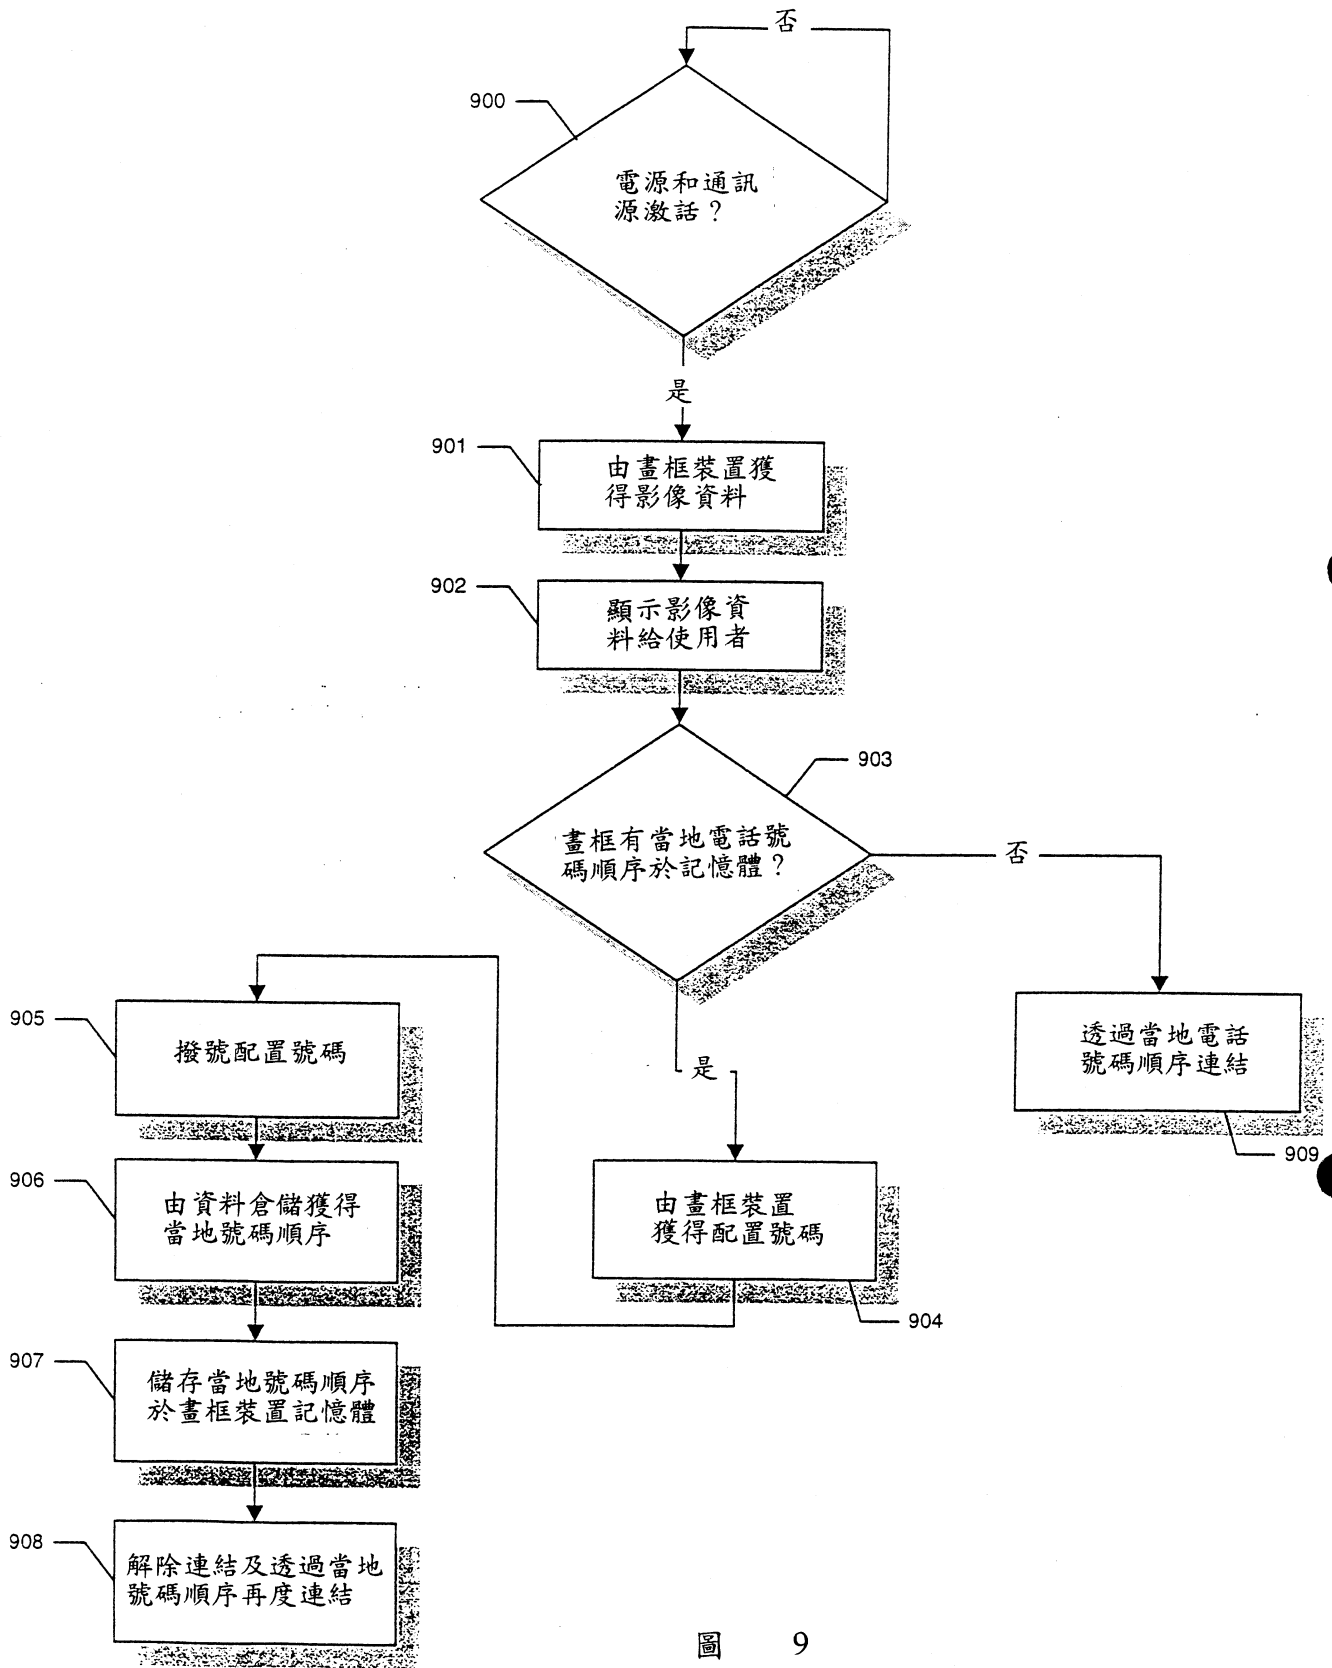 否
900
電源和通訊
源激話？
是
901
由畫框裝置獲
得影像資料
902
顯示影像資
料給使用者
903
畫框有當地電話號
碼順序於記憶體？
否
是
905
撥號配置號碼
透過當地電話
號碼順序連結
909
906
由資料倉儲獲得
當地號碼順序
由畫框裝置
獲得配置號碼
904
907
儲存當地號碼順序
於畫框裝置記憶體
908
解除連結及透過當地
號碼順序再度連結
圖 9